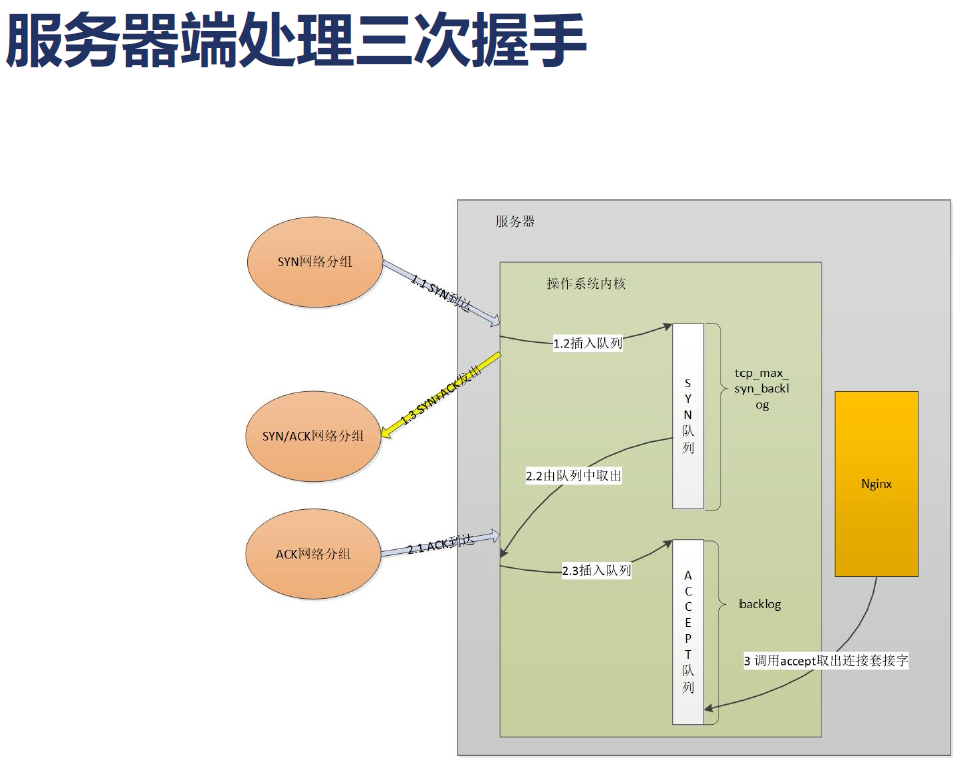 服务器端处理三次握手
服务器
SYN网络分组
操作系统内核
1.1 SYN到达
1.2插入队列
1.3 SYN+ACK发出
SYN队列
tcp_max_
syn_backl
og
SYN/ACK网络分组
2.2由队列中取出
Nginx
ACK网络分组
2.1 ACK到达
2.3插入队列
ACCEPT队列
backlog
3 调用accept取出连接套接字